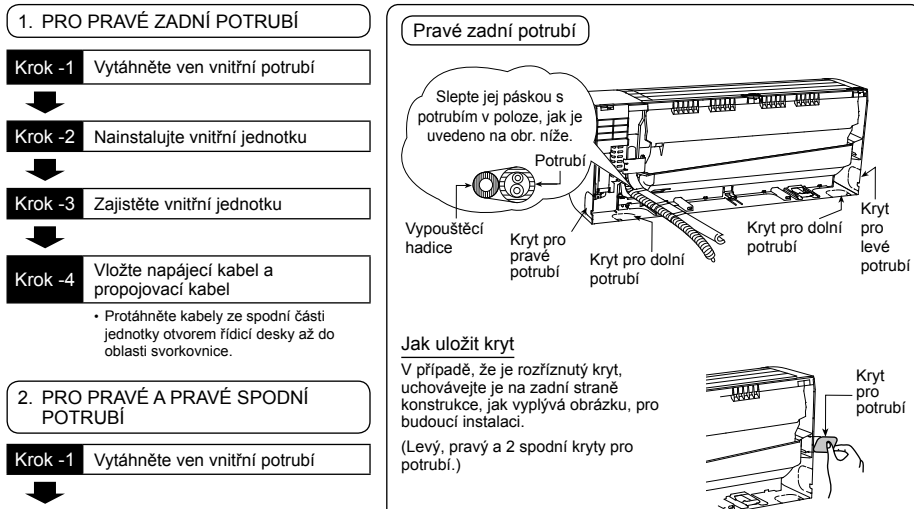 1. PRO PRAVÉ ZADNÍ POTRUBÍ
Krok -1 Vytáhněte ven vnitřní potrubí
Krok -2 Nainstalujte vnitřní jednotku
Krok -3 Zajistěte vnitřní jednotku
Krok -4 Vložte napájecí kabel a
propojovací kabel
• Protáhněte kabely ze spodní části
jednotky otvorem řídicí desky až do
oblasti svorkovnice.
2. PRO PRAVÉ A PRAVÉ SPODNÍ
POTRUBÍ
Krok -1 Vytáhněte ven vnitřní potrubí
Pravé zadní potrubí
Slepte jej páskou s
potrubím v poloze, jak je
uvedeno na obr. níže.
Potrubí
Vypouštěcí
hadice
Kryt pro
pravé
potrubí
Kryt pro dolní
potrubí
Kryt pro dolní
potrubí
Kryt
pro
levé
potrubí
Jak uložit kryt
V případě, že je rozříznutý kryt,
uchovávejte je na zadní straně
konstrukce, jak vyplývá obrázku, pro
budoucí instalaci.
(Levý, pravý a 2 spodní kryty pro
potrubí.)
Kryt
pro
potrubí